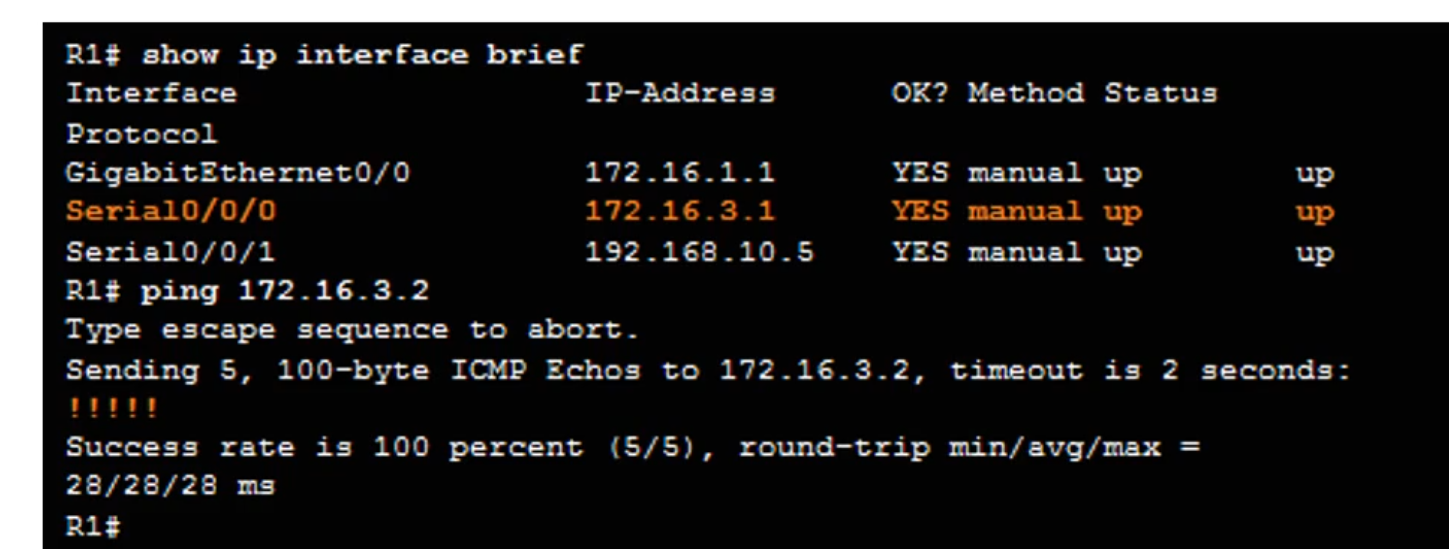 R1# show ip interface brief
Interface IP-Address OK? Method Status
Protocol
GigabitEthernet0/0 172.16.1.1 YES manual up up
Serial0/0/0 172.16.3.1 YES manual up up
Serial0/0/1 192.168.10.5 YES manual up up
R1# ping 172.16.3.2
Type escape sequence to abort.
Sending 5, 100-byte ICMP Echos to 172.16.3.2, timeout is 2 seconds:
!!!!!
Success rate is 100 percent (5/5), round-trip min/avg/max =
28/28/28 ms
R1#